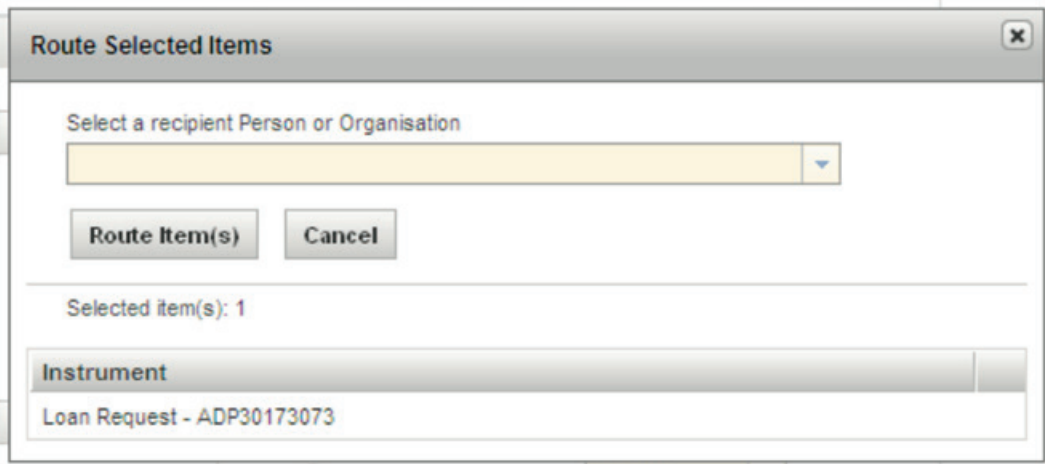 Route Selected Items
Select a recipient Person or Organisation
Route Item(s) Cancel
Selected item(s): 1
Instrument
Loan Request - ADP30173073